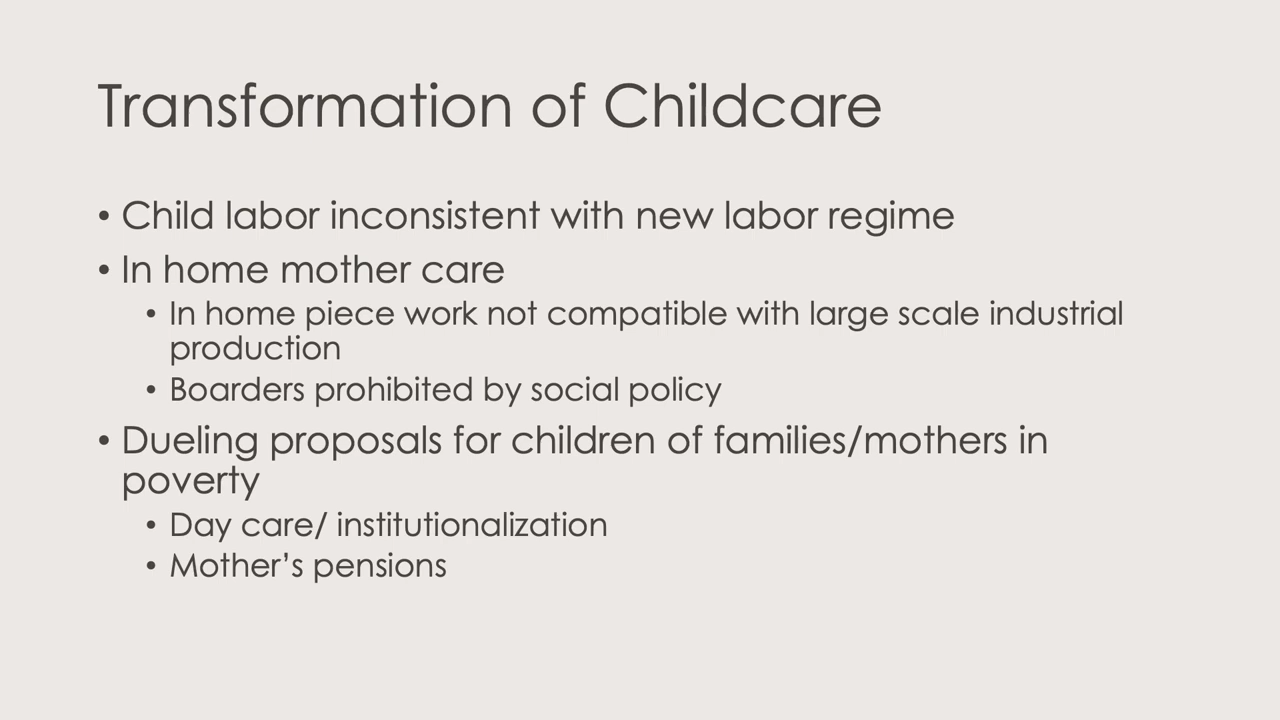 Transformation of Childcare
• Child labor inconsistent with new labor regime
• In home mother care
• In home piece work not compatible with large scale industrial
production
• Boarders prohibited by social policy
• Dueling proposals for children of families/mothers in
poverty
• Day care/ institutionalization
• Mother’s pensions